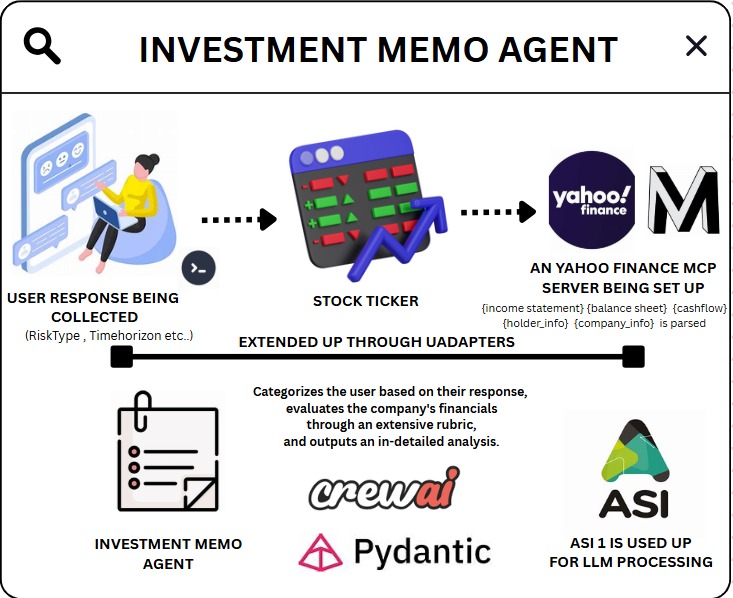 INVESTMENT MEMO AGENT
USER RESPONSE BEING
COLLECTED
(RiskType , Timehorizon etc..)
STOCK TICKER
yahoo!
finance
AN YAHOO FINANCE MCP
SERVER BEING SET UP
{income statement} {balance sheet} {cashflow}
{holder_info} {company_info} is parsed
EXTENDED UP THROUGH UADAPTERS
Categorizes the user based on their response,
evaluates the company's financials
through an extensive rubric,
and outputs an in-detailed analysis.
crewai
Pydantic
INVESTMENT MEMO
AGENT
ASI
ASI 1 IS USED UP
FOR LLM PROCESSING